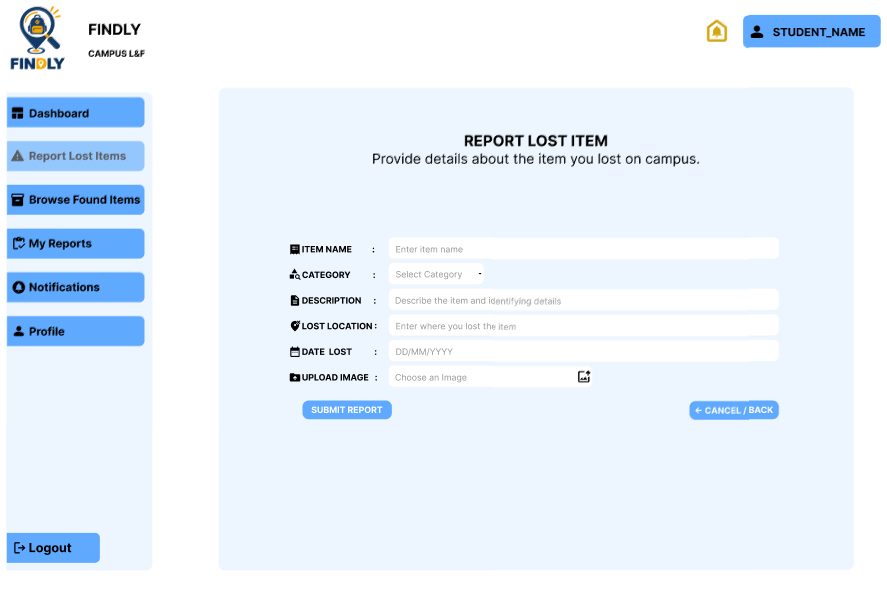 FINDLY
FINDLY
CAMPUS L&F
STUDENT_NAME
Dashboard
Report Lost Items
Browse Found Items
My Reports
Notifications
Profile
Logout
REPORT LOST ITEM
Provide details about the item you lost on campus.
ITEM NAME : Enter item name
CATEGORY : Select Category
DESCRIPTION : Describe the item and identifying details
LOST LOCATION : Enter where you lost the item
DATE LOST : DD/MM/YYYY
UPLOAD IMAGE : Choose an Image
SUBMIT REPORT
← CANCEL / BACK